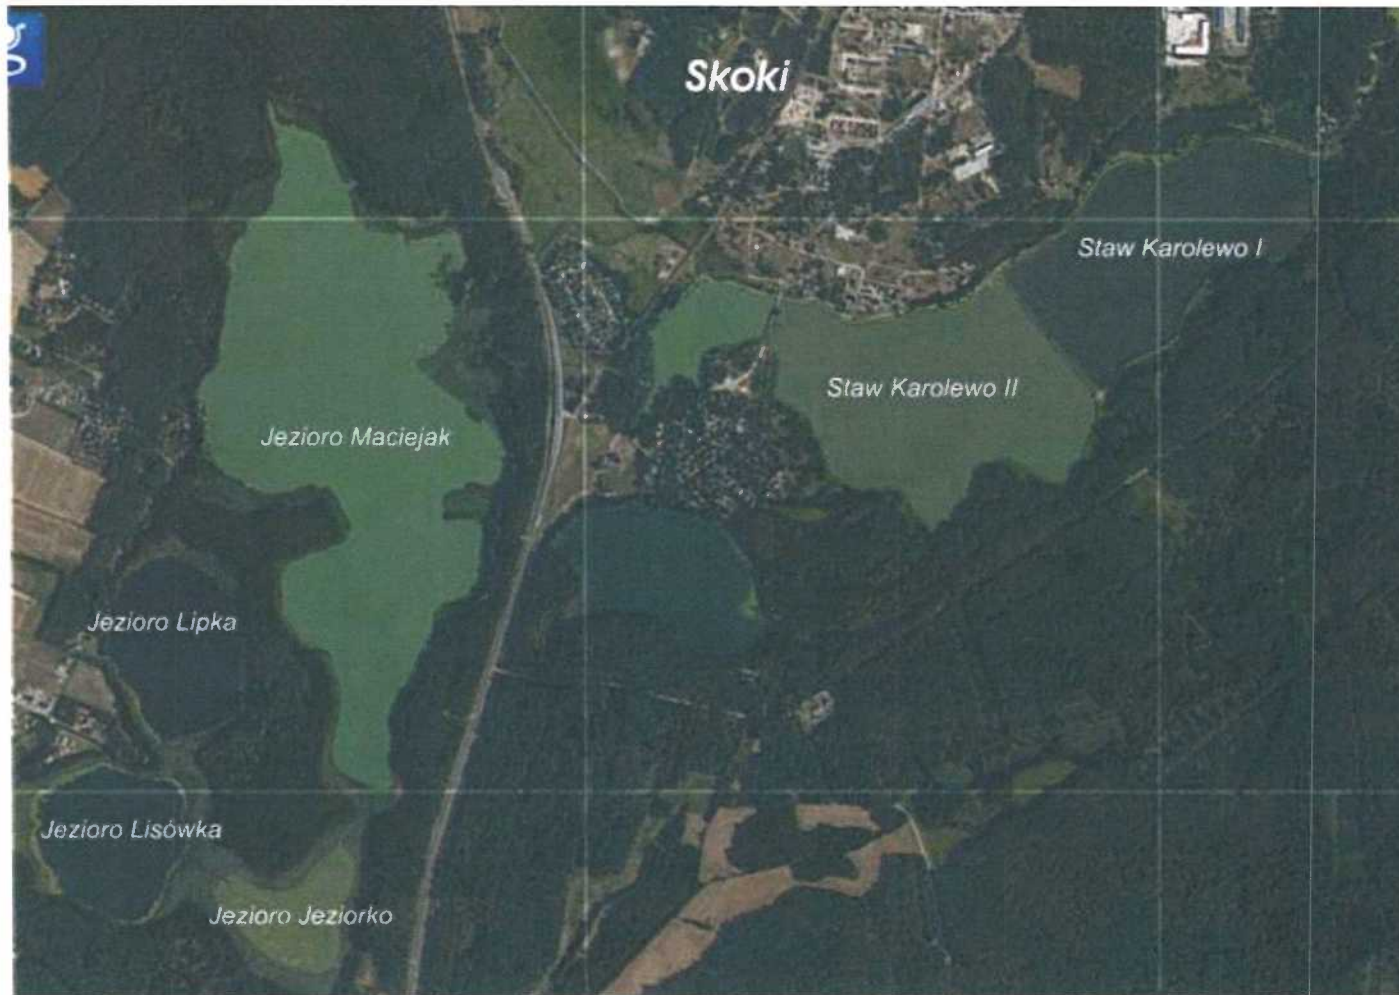 Skoki
Staw Karolewo I
Staw Karolewo II
Jezioro Maciejak
Jezioro Lipka
Jezioro Lisówka
Jezioro Jeziorko